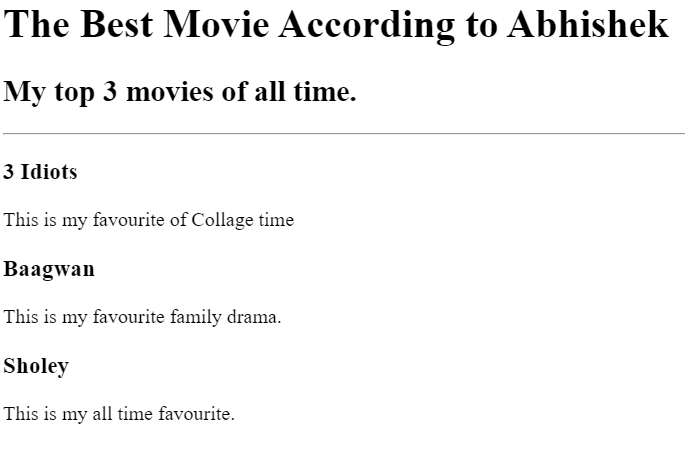 The Best Movie According to Abhishek
My top 3 movies of all time.
3 Idiots
This is my favourite of Collage time
Baagwan
This is my favourite family drama.
Sholey
This is my all time favourite.